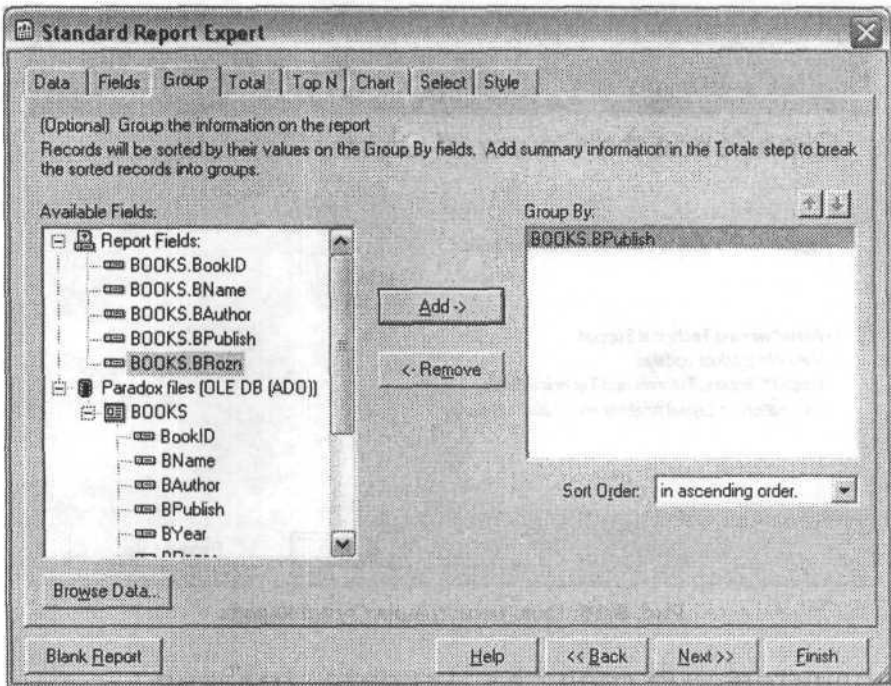 Standard Report Expert
Data Fields Group Total Top N Chart Select Style
(Optional) Group the information on the report
Records will be sorted by their values on the Group By fields. Add summary information in the Totals step to break
the sorted records into groups.
Available Fields:
Report Fields:
BOOKS.BookID
BOOKS.BName
BOOKS.BAuthor
BOOKS.BPublish
BOOKS.BRozn
Paradox files (OLE DB (ADO))
BOOKS
BookID
BName
BAuthor
BPublish
BYear
Browse Data...
Add ->
<- Remove
Group By:
BOOKS.BPublish
Sort Order: in ascending order.
Blank Report Help << Back Next >> Finish